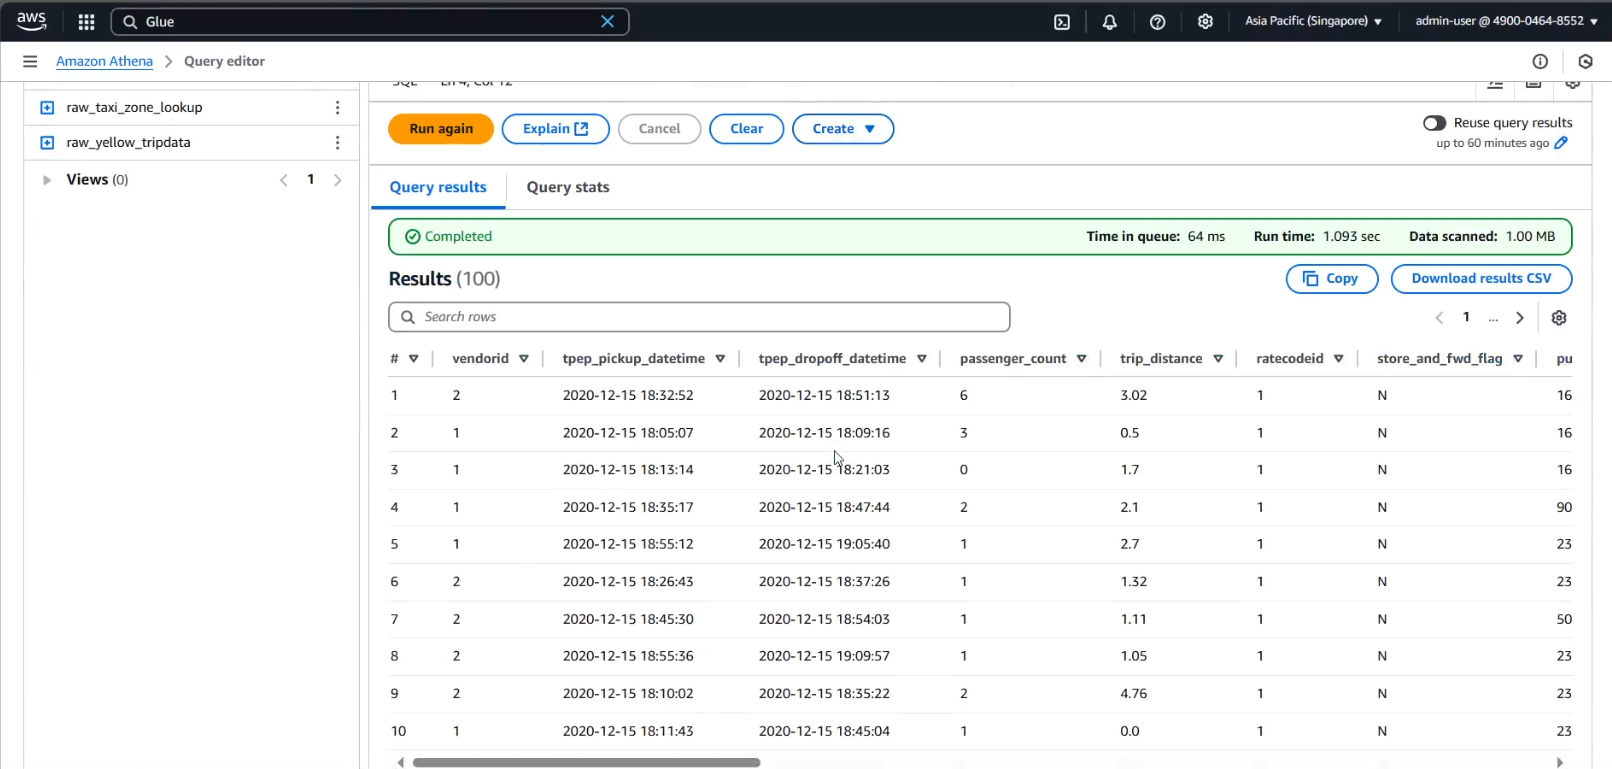 aws Glue Asia Pacific (Singapore) admin-user @ 4900-0464-8552
Amazon Athena Query editor
SQL Ln 4, Col 12
raw_taxi_zone_lookup
raw_yellow_tripdata
Views (0) 1
Run again Explain Cancel Clear Create
Reuse query results
up to 60 minutes ago
Query results Query stats
Completed Time in queue: 64 ms Run time: 1.093 sec Data scanned: 1.00 MB
Results (100) Copy Download results CSV
Search rows 1 ...
# vendorid tpep_pickup_datetime tpep_dropoff_datetime passenger_count trip_distance ratecodeid store_and_fwd_flag pu
1 2 2020-12-15 18:32:52 2020-12-15 18:51:13 6 3.02 1 N 16
2 1 2020-12-15 18:05:07 2020-12-15 18:09:16 3 0.5 1 N 16
3 1 2020-12-15 18:13:14 2020-12-15 18:21:03 0 1.7 1 N 16
4 1 2020-12-15 18:35:17 2020-12-15 18:47:44 2 2.1 1 N 90
5 1 2020-12-15 18:55:12 2020-12-15 19:05:40 1 2.7 1 N 23
6 2 2020-12-15 18:26:43 2020-12-15 18:37:26 1 1.32 1 N 23
7 2 2020-12-15 18:45:30 2020-12-15 18:54:03 1 1.11 1 N 50
8 2 2020-12-15 18:55:36 2020-12-15 19:09:57 1 1.05 1 N 23
9 2 2020-12-15 18:10:02 2020-12-15 18:35:22 2 4.76 1 N 23
10 1 2020-12-15 18:11:43 2020-12-15 18:45:04 1 0.0 1 N 23